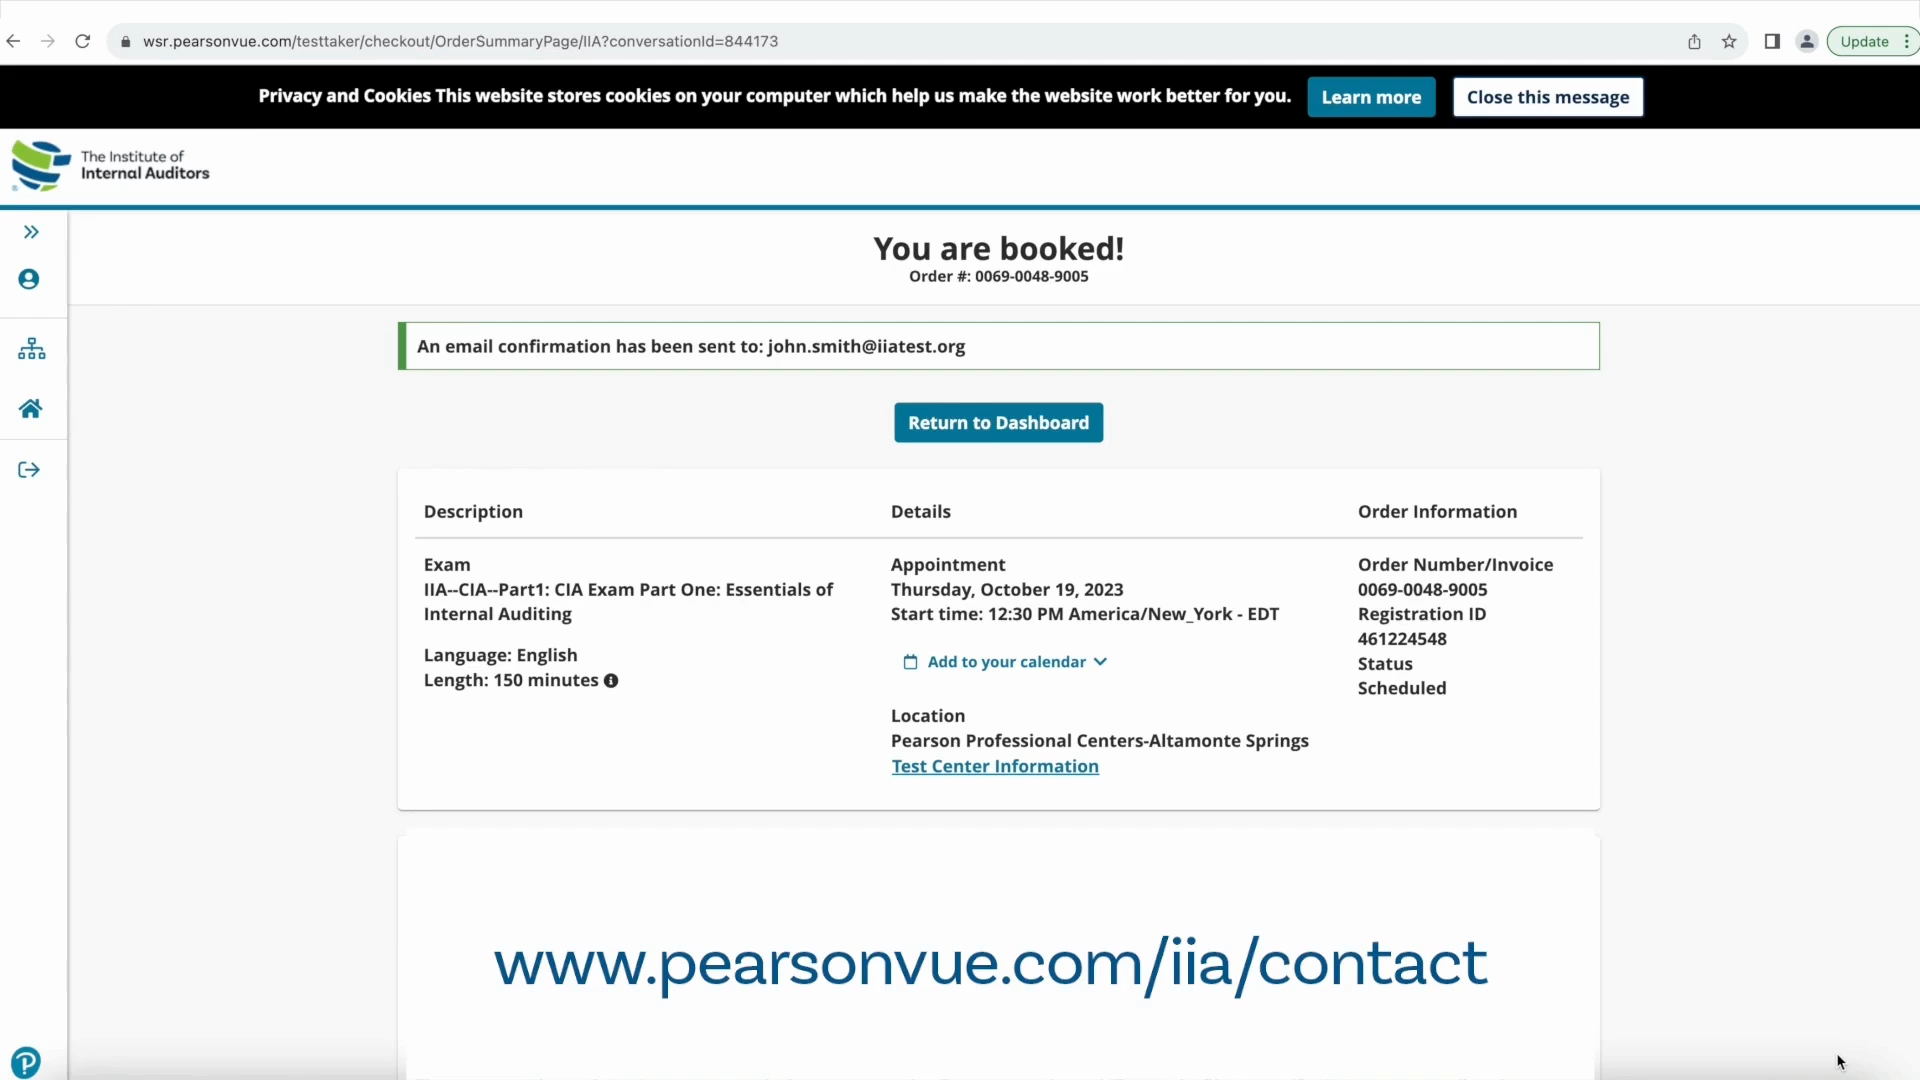 wsr.pearsonvue.com/testtaker/checkout/OrderSummaryPage/IIA?conversationId=844173
Update
Privacy and Cookies This website stores cookies on your computer which help us make the website work better for you.
Learn more
Close this message
The Institute of
Internal Auditors
You are booked!
Order #: 0069-0048-9005
An email confirmation has been sent to: john.smith@iiatest.org
Return to Dashboard
Description
Details
Order Information
Exam
IIA--CIA--Part1: CIA Exam Part One: Essentials of
Internal Auditing
Language: English
Length: 150 minutes
Appointment
Thursday, October 19, 2023
Start time: 12:30 PM America/New_York - EDT
Add to your calendar
Location
Pearson Professional Centers-Altamonte Springs
Test Center Information
Order Number/Invoice
0069-0048-9005
Registration ID
461224548
Status
Scheduled
www.pearsonvue.com/iia/contact